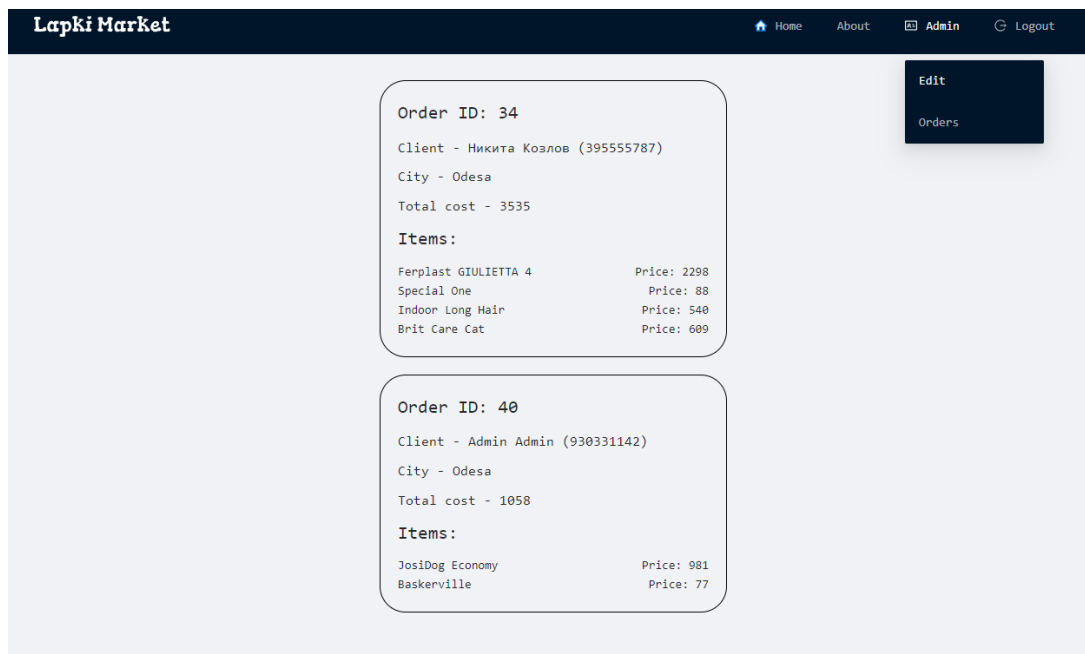 Lapki Market
Home About Admin Logout
Edit
Orders
Order ID: 34
Client - Никита Козлов (395555787)
City - Odesa
Total cost - 3535
Items:
Ferplast GIULIETTA 4 Price: 2298
Special One Price: 88
Indoor Long Hair Price: 540
Brit Care Cat Price: 609
Order ID: 40
Client - Admin Admin (930331142)
City - Odesa
Total cost - 1058
Items:
JosiDog Economy Price: 981
Baskerville Price: 77